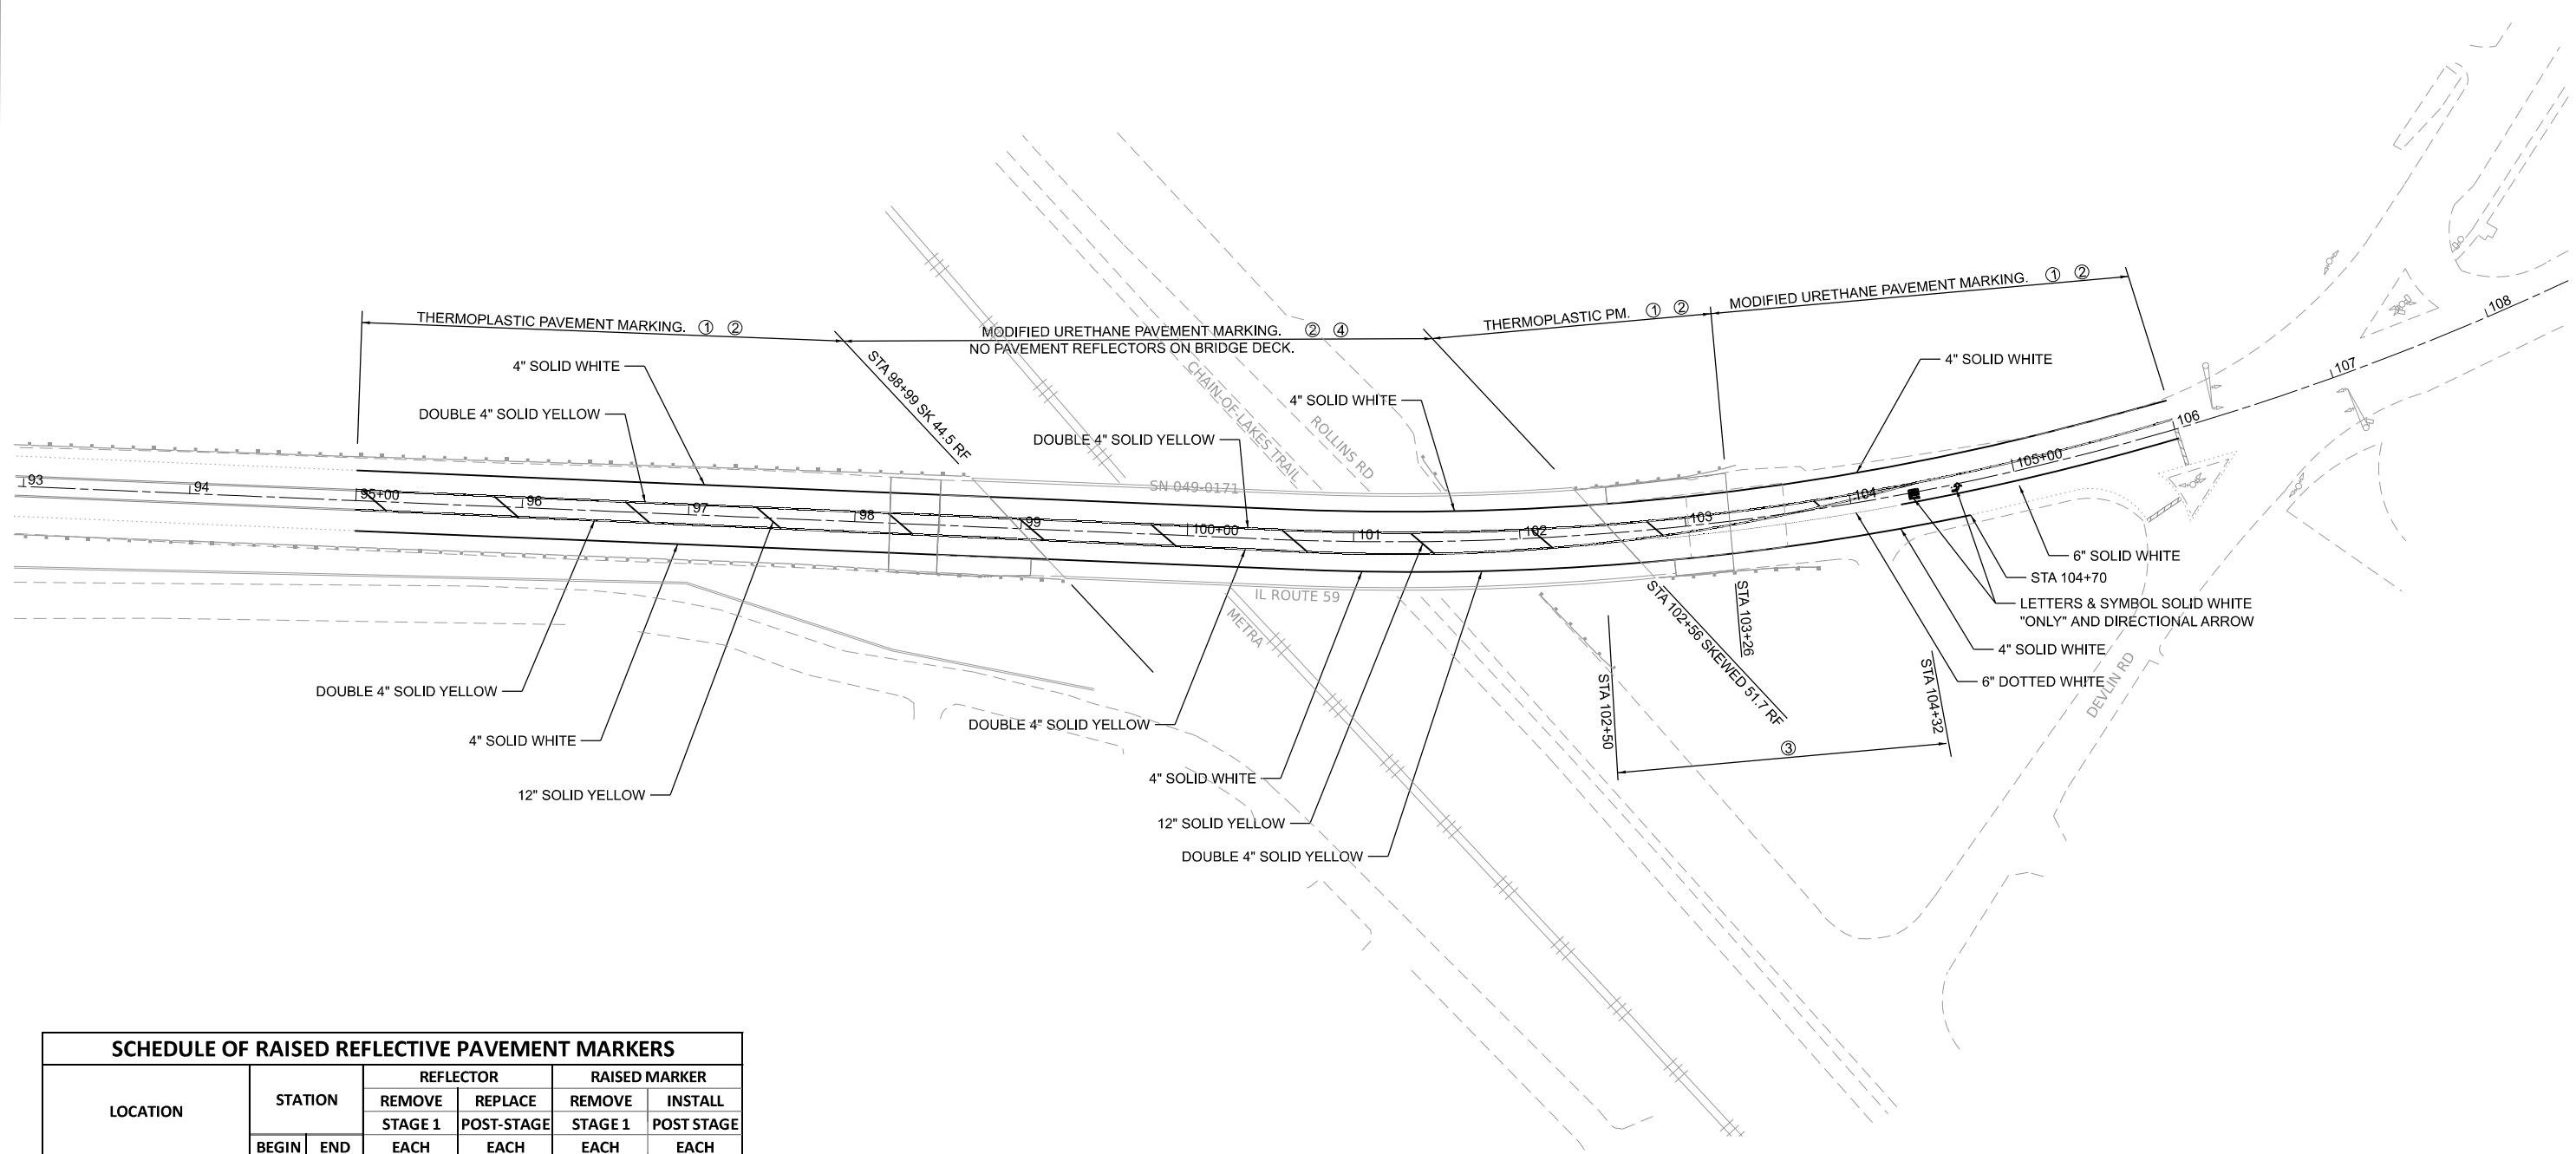 THERMOPLASTIC PAVEMENT MARKING. ① ②
MODIFIED URETHANE PAVEMENT MARKING. ② ④
NO PAVEMENT REFLECTORS ON BRIDGE DECK.
THERMOPLASTIC PM. ① ②
MODIFIED URETHANE PAVEMENT MARKING. ① ②
4" SOLID WHITE
DOUBLE 4" SOLID YELLOW
STA 98+99 SK 44.5 RF
DOUBLE 4" SOLID YELLOW
4" SOLID WHITE
4" SOLID WHITE
CHAIN-OF-LAKES TRAIL
ROLLINS RD
SN 049-0171
93
94
95+00
96
97
98
99
100+00
101
102
103
104
105+00
106
107
108
IL ROUTE 59
METRA
6" SOLID WHITE
STA 104+70
LETTERS & SYMBOL SOLID WHITE
"ONLY" AND DIRECTIONAL ARROW
4" SOLID WHITE
6" DOTTED WHITE
DEVLIN RD
STA 102+50
STA 102+56 SKEWED 51.7 RF
STA 103+26
STA 104+32
③
DOUBLE 4" SOLID YELLOW
4" SOLID WHITE
12" SOLID YELLOW
DOUBLE 4" SOLID YELLOW
4" SOLID WHITE
12" SOLID YELLOW
DOUBLE 4" SOLID YELLOW
SCHEDULE OF RAISED REFLECTIVE PAVEMENT MARKERS
LOCATION STATION REFLECTOR RAISED MARKER
REMOVE REPLACE REMOVE INSTALL
STAGE 1 POST-STAGE STAGE 1 POST STAGE
BEGIN END EACH EACH EACH EACH